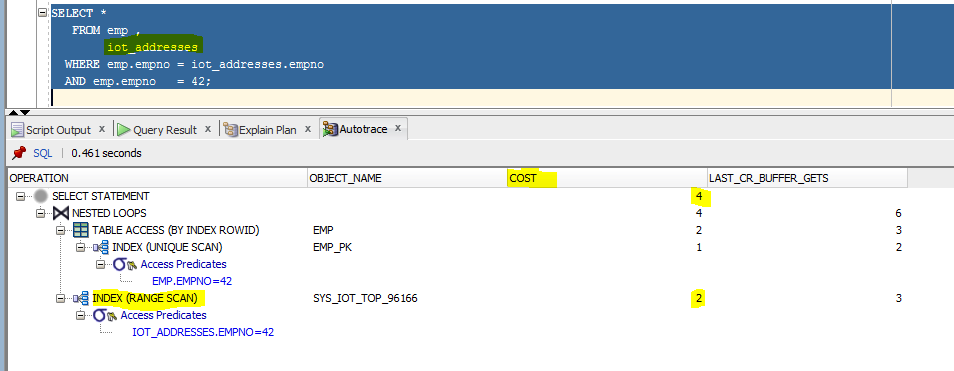 SELECT *
FROM emp ,
iot_addresses
WHERE emp.empno = iot_addresses.empno
AND emp.empno = 42;
Script Output x Query Result x Explain Plan x Autotrace x
SQL | 0.461 seconds
OPERATION OBJECT_NAME COST LAST_CR_BUFFER_GETS
SELECT STATEMENT 4
NESTED LOOPS 4 6
TABLE ACCESS (BY INDEX ROWID) EMP 2 3
INDEX (UNIQUE SCAN) EMP_PK 1 2
Access Predicates
EMP.EMPNO=42
INDEX (RANGE SCAN) SYS_IOT_TOP_96166 2 3
Access Predicates
IOT_ADDRESSES.EMPNO=42